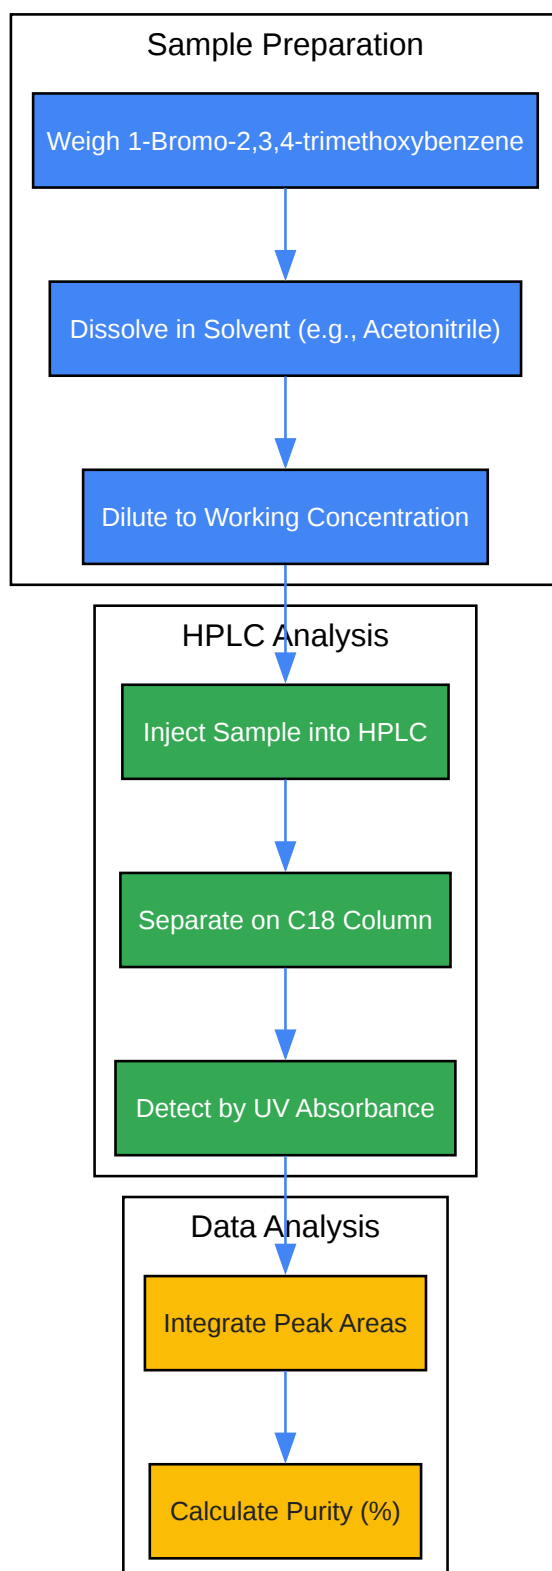 Sample Preparation
Weigh 1-Bromo-2,3,4-trimethoxybenzene
Dissolve in Solvent (e.g., Acetonitrile)
Dilute to Working Concentration
HPLC Analysis
Inject Sample into HPLC
Separate on C18 Column
Detect by UV Absorbance
Data Analysis
Integrate Peak Areas
Calculate Purity (%)